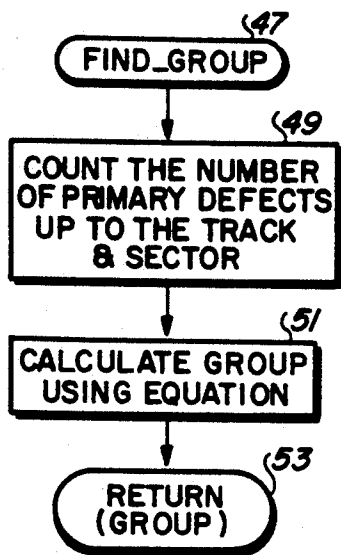 47
FIND_GROUP
49
COUNT THE NUMBER
OF PRIMARY DEFECTS
UP TO THE TRACK
& SECTOR
51
CALCULATE GROUP
USING EQUATION
53
RETURN
(GROUP)